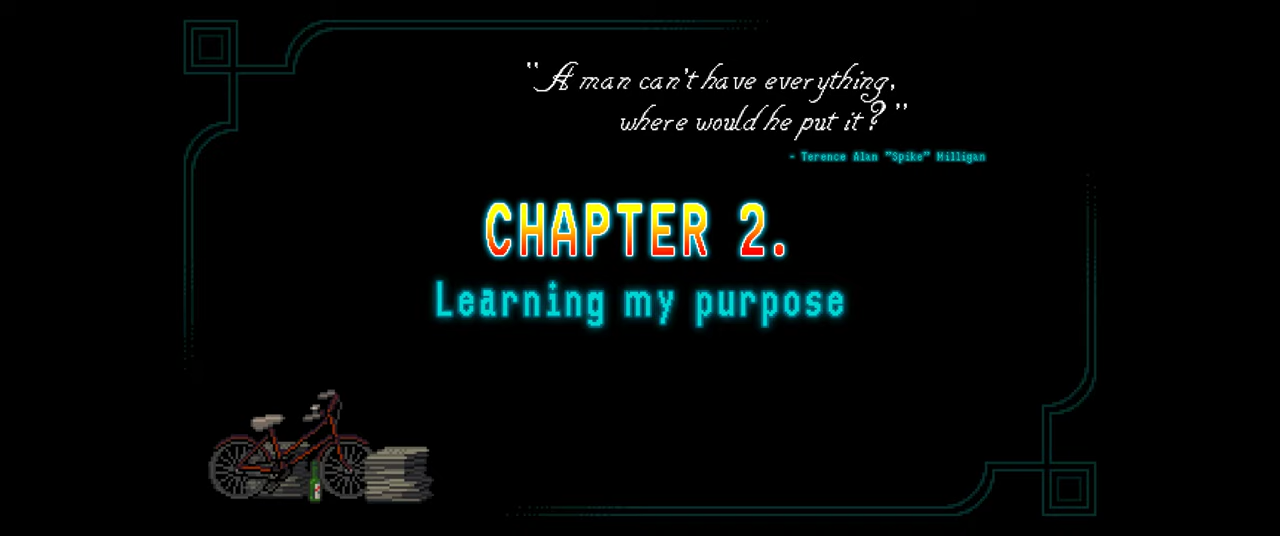 "A man can't have everything,
where would he put it?"
- Terence Alan "Spike" Milligan
CHAPTER 2.
Learning my purpose